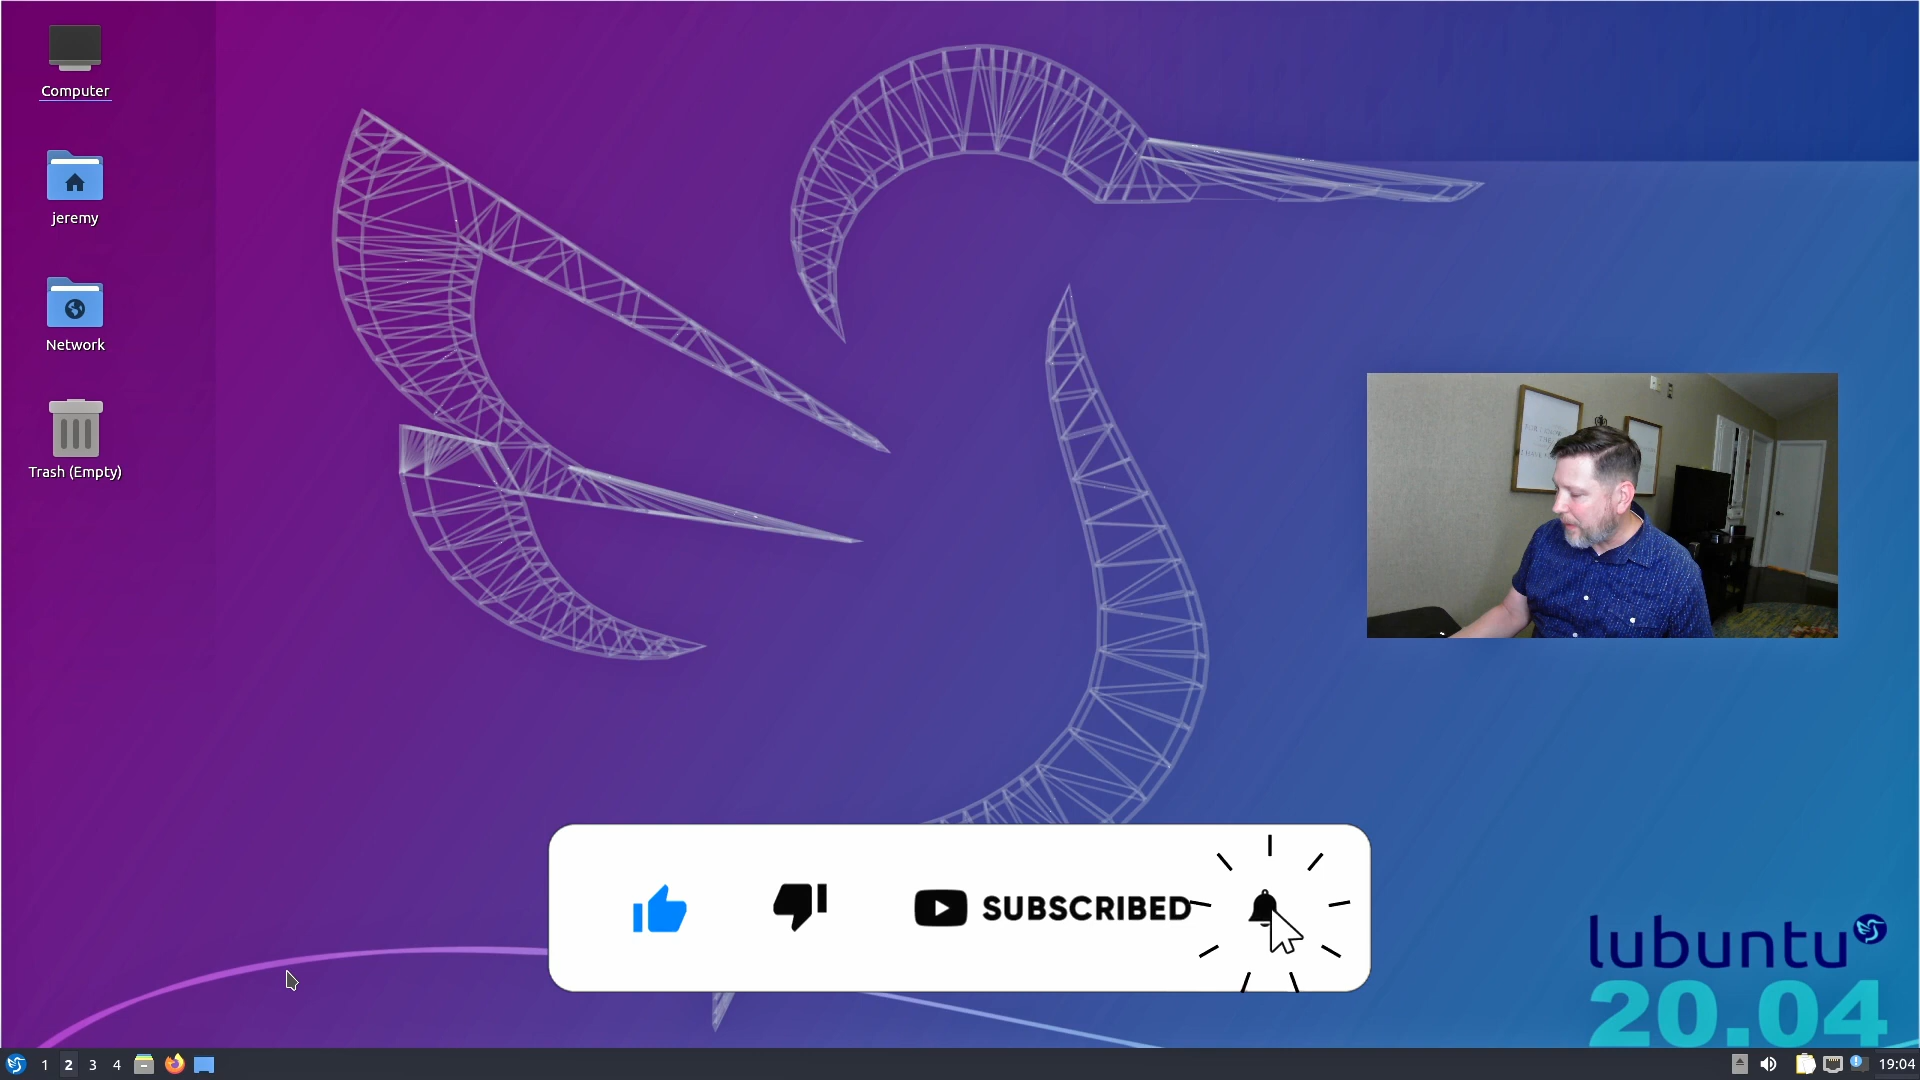 Computer
jeremy
Network
Trash (Empty)
SUBSCRIBED
lubuntu
20.04
1 2 3 4
19:04